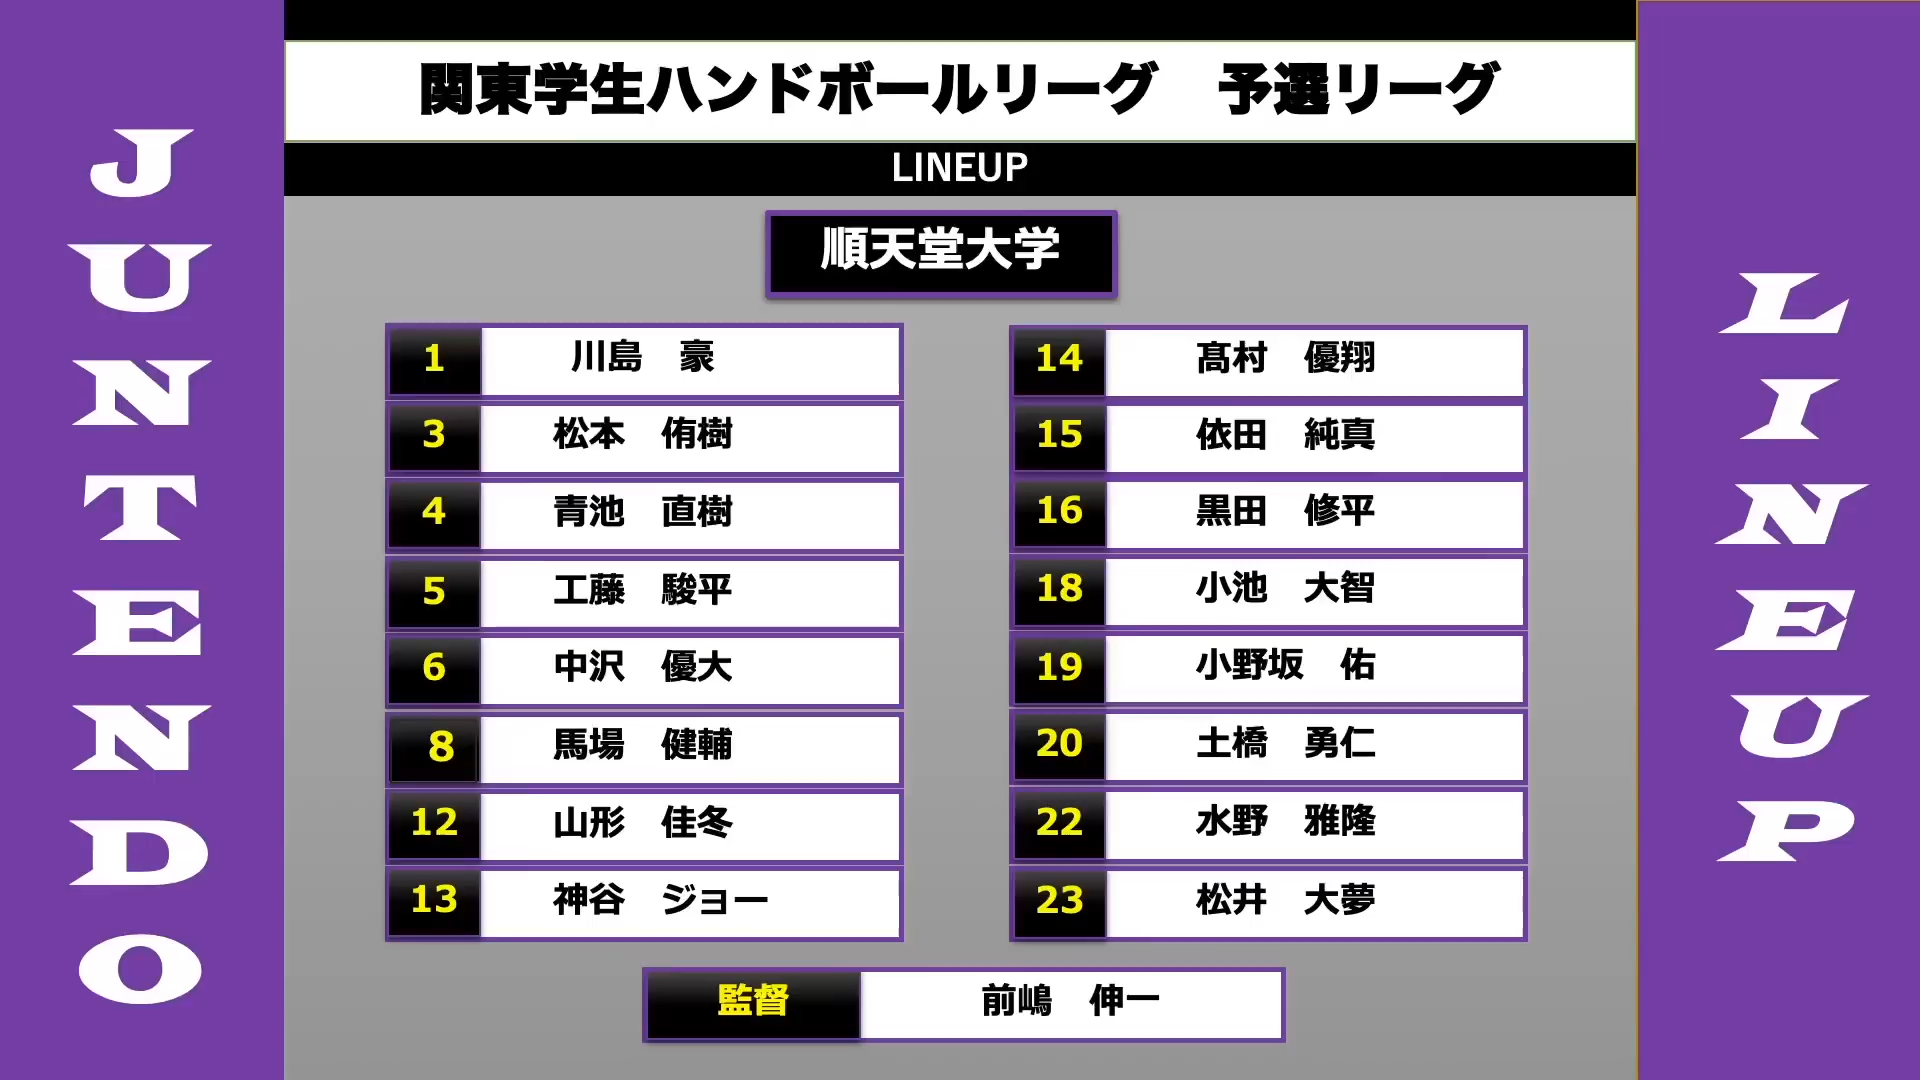 関東学生ハンドボールリーグ　予選リーグ
LINEUP
JUNTENDO
順天堂大学
1 川島　豪
3 松本　侑樹
4 青池　直樹
5 工藤　駿平
6 中沢　優大
8 馬場　健輔
12 山形　佳冬
13 神谷　ジョー
14 髙村　優翔
15 依田　純真
16 黒田　修平
18 小池　大智
19 小野坂　佑
20 土橋　勇仁
22 水野　雅隆
23 松井　大夢
監督 前嶋　伸一
LINEUP